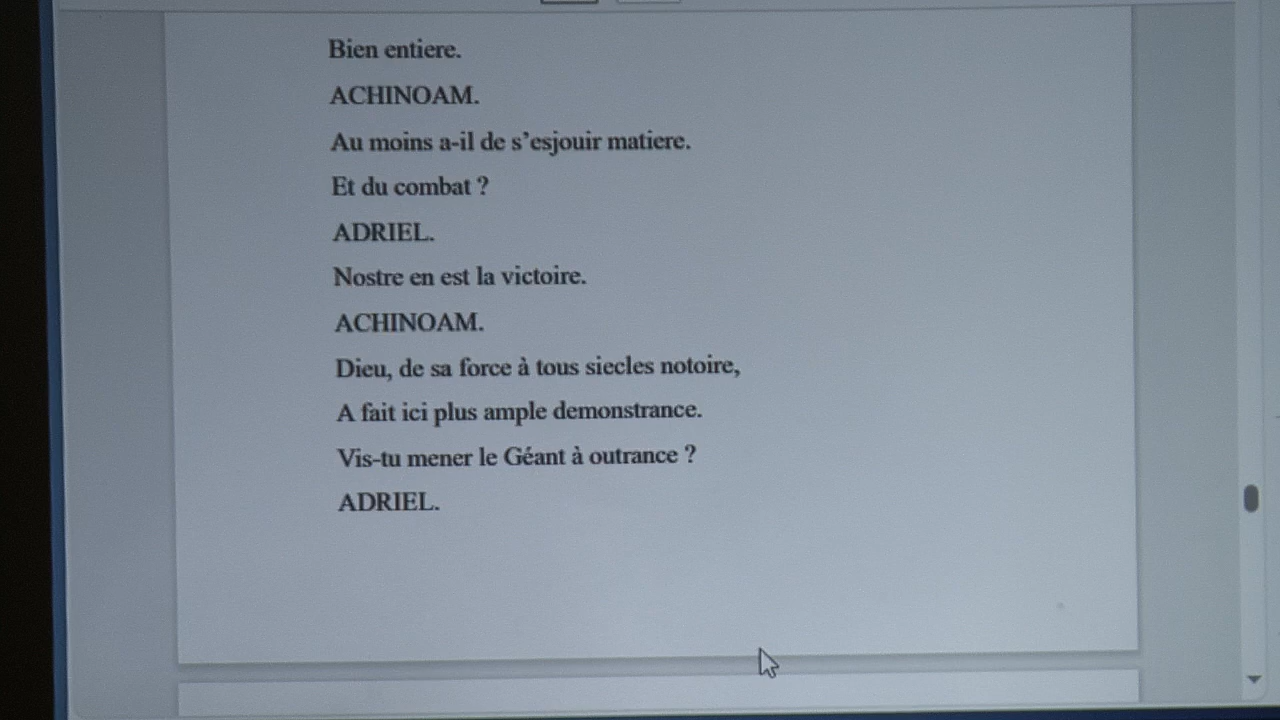 Bien entiere.
ACHINOAM.
Au moins a-il de s’esjouir matiere.
Et du combat ?
ADRIEL.
Nostre en est la victoire.
ACHINOAM.
Dieu, de sa force à tous siecles notoire,
A fait ici plus ample demonstrance.
Vis-tu mener le Géant à outrance ?
ADRIEL.